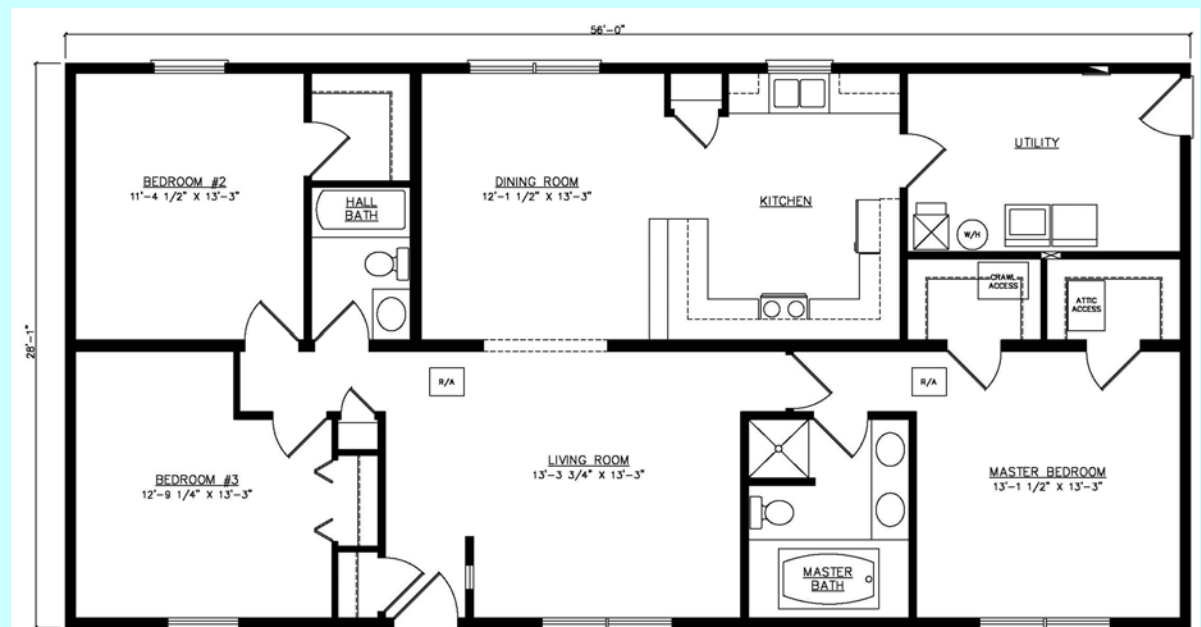 56'-0"
28'-1"
BEDROOM #2
11'-4 1/2" X 13'-3"
HALL
BATH
DINING ROOM
12'-1 1/2" X 13'-3"
KITCHEN
UTILITY
W/H
CRAWL
ACCESS
ATTIC
ACCESS
R/A
R/A
BEDROOM #3
12'-9 1/4" X 13'-3"
LIVING ROOM
13'-3 3/4" X 13'-3"
MASTER BEDROOM
13'-1 1/2" X 13'-3"
MASTER
BATH